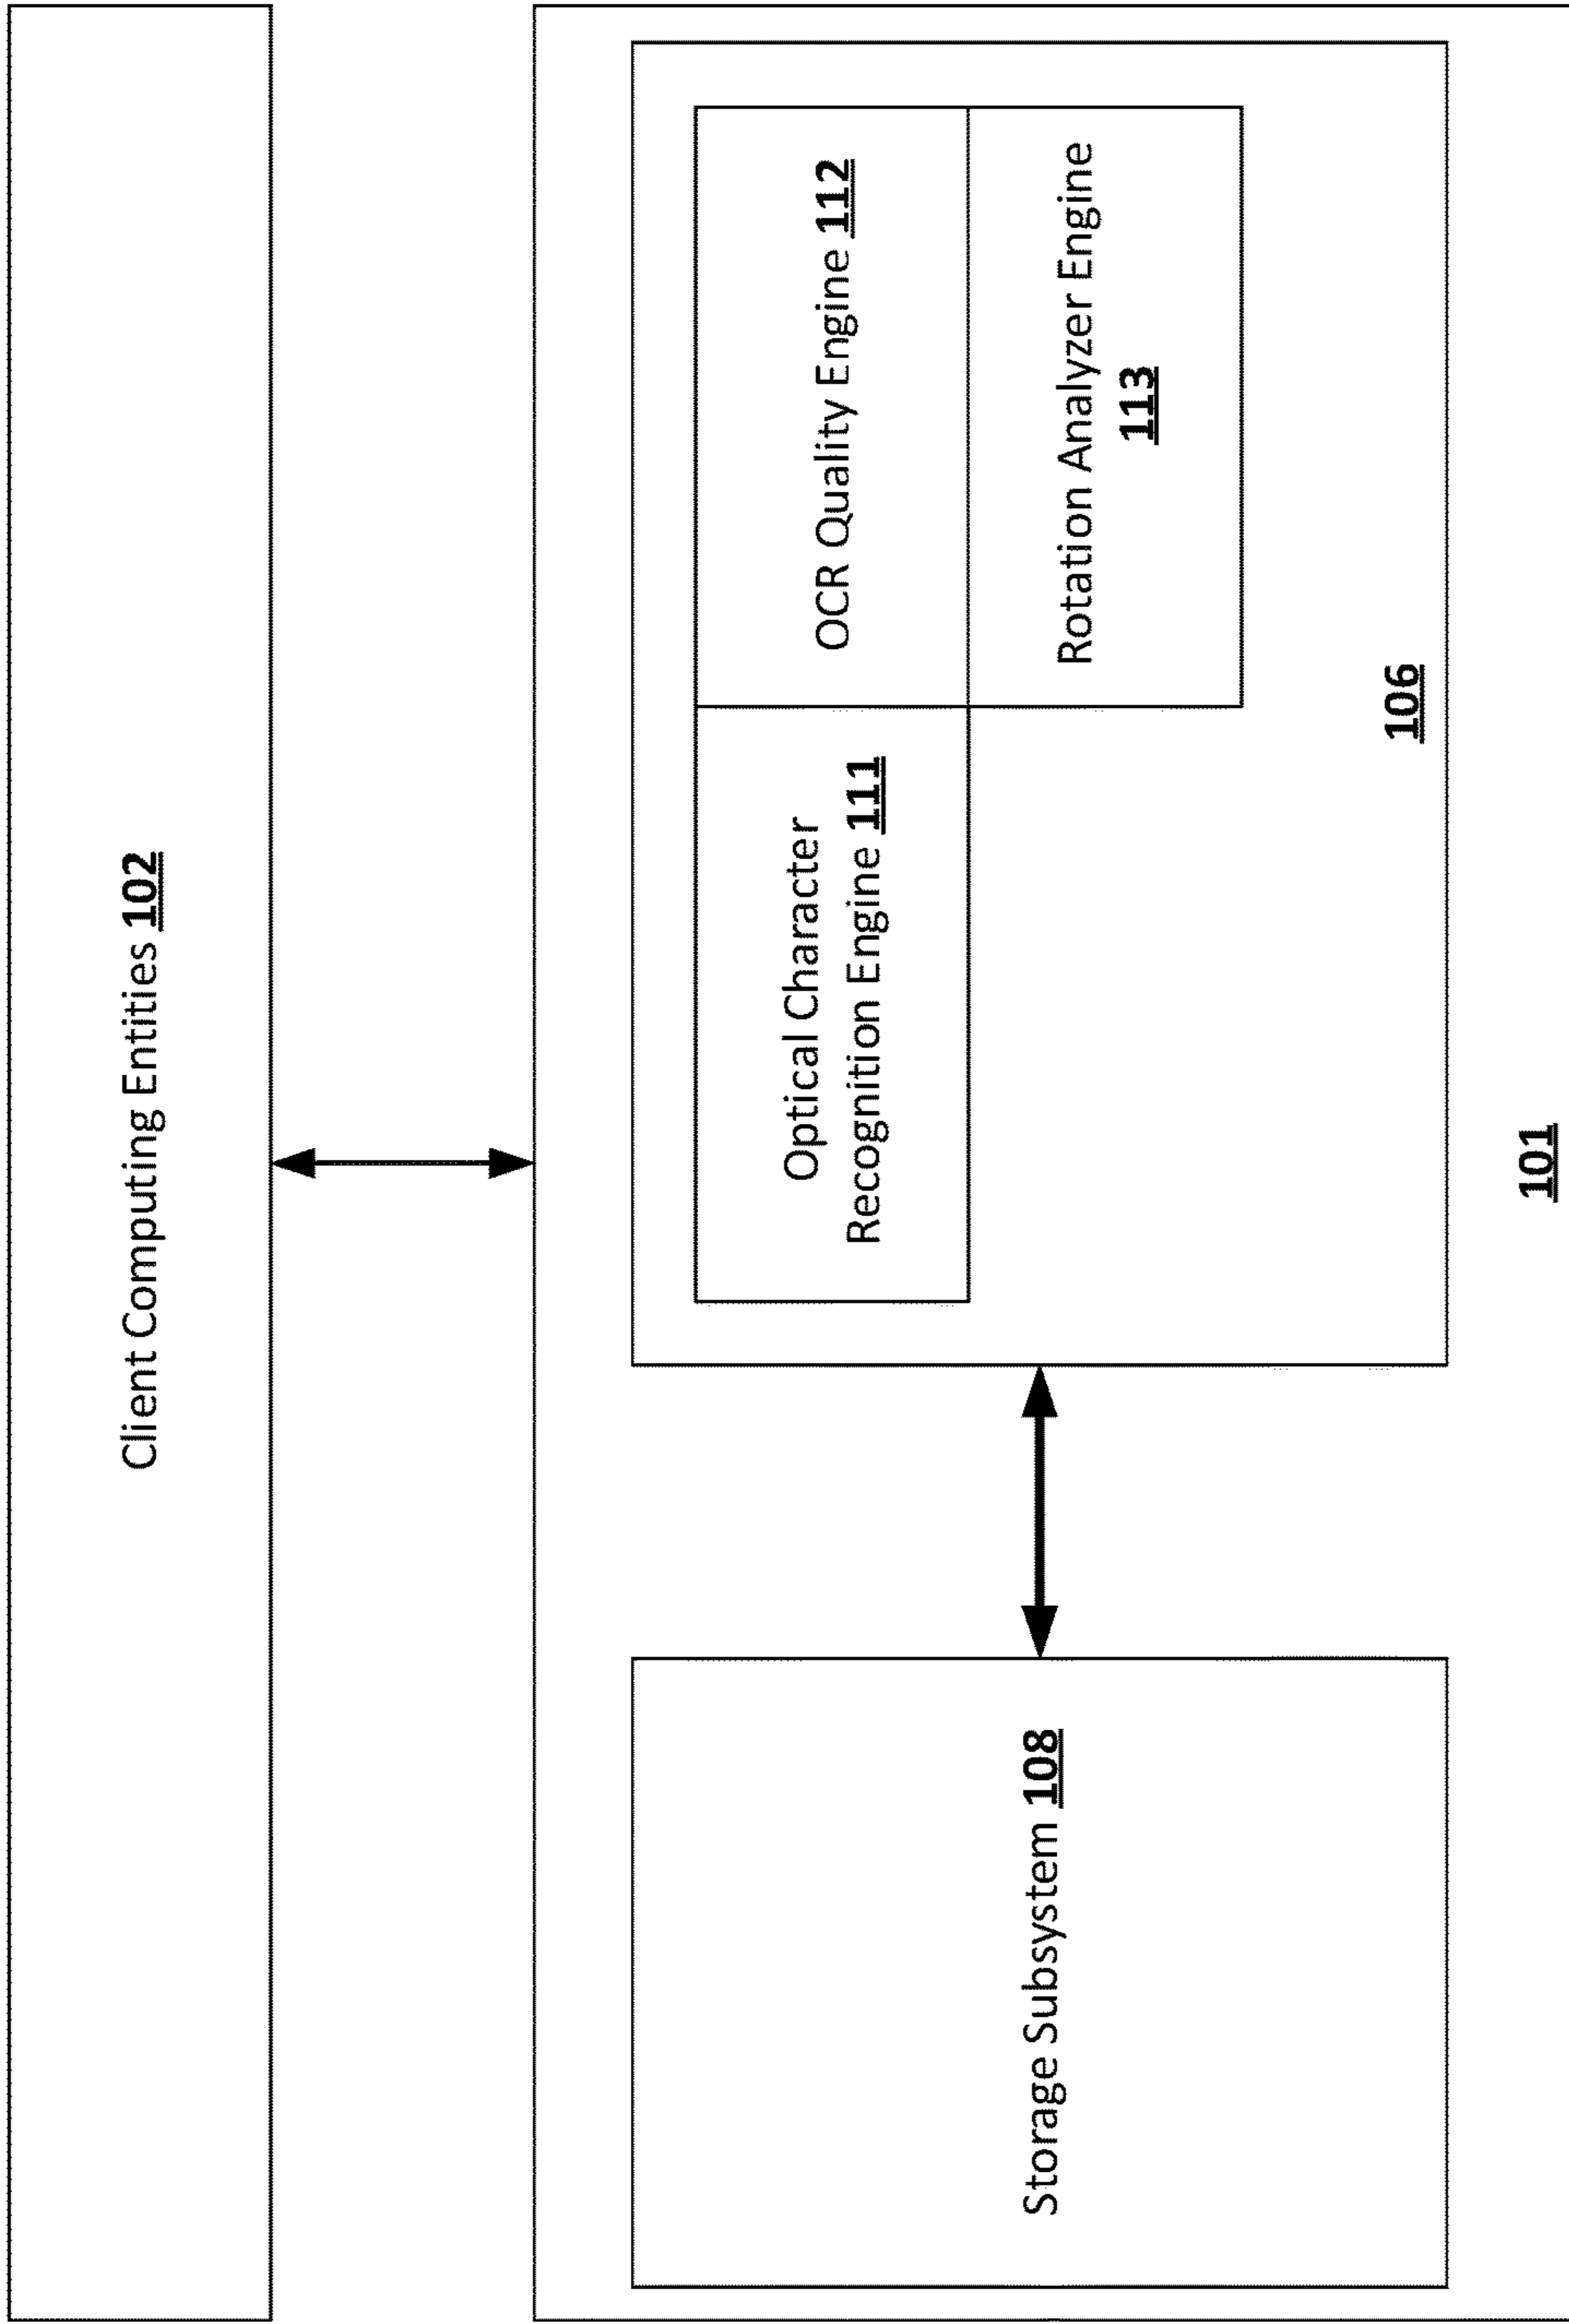 Client Computing Entities 102
Optical Character
Recognition Engine 111
OCR Quality Engine 112
Rotation Analyzer Engine
113
Storage Subsystem 108
106
101